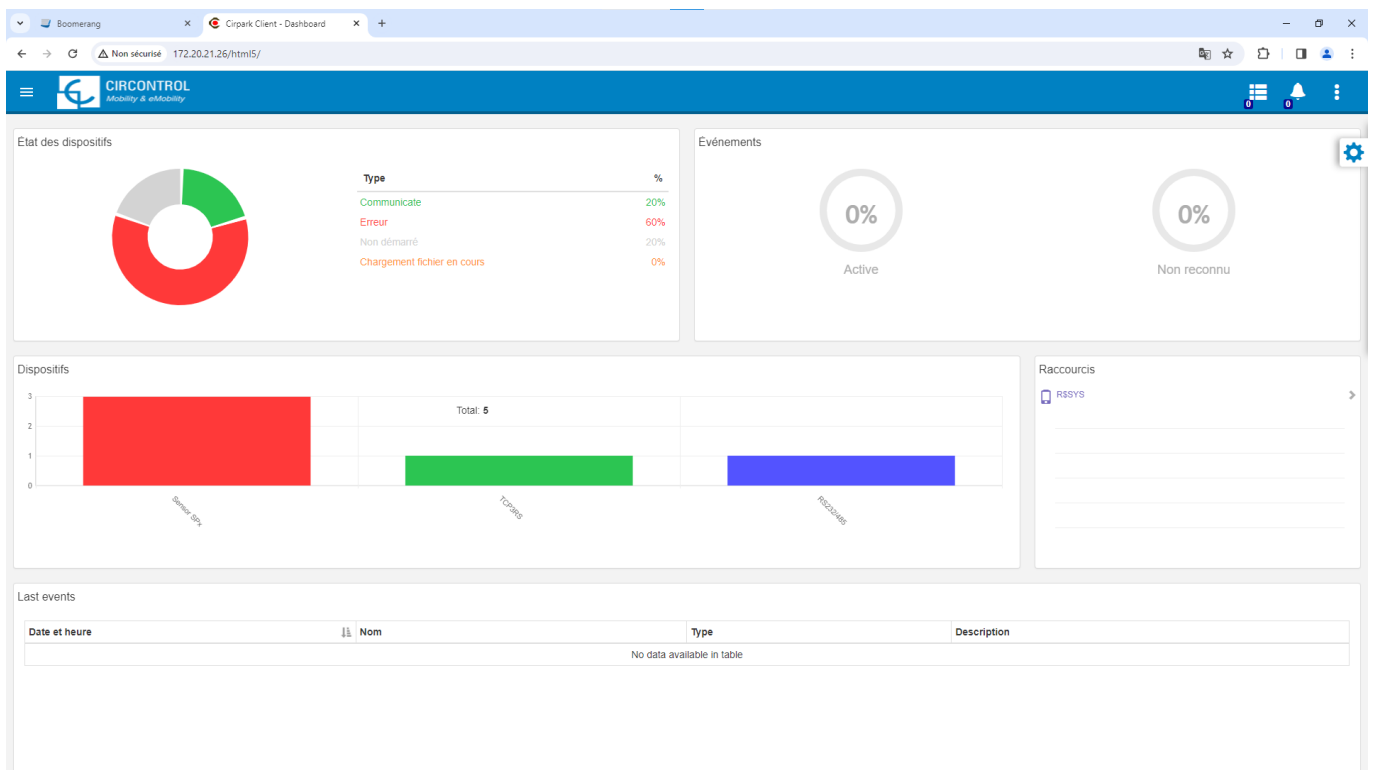 Boomerang
Cirpark Client - Dashboard
Non sécurisé 172.20.21.26/html5/
CIRCONTROL
Mobility & eMobility
0 0
État des dispositifs
Type %
Communicate 20%
Erreur 60%
Non démarré 20%
Chargement fichier en cours 0%
Événements
0% 0%
Active Non reconnu
Dispositifs
3
2
1
0
Total: 5
Senior SPx TCP3RS RS232/485
Raccourcis
R$SYS
Last events
Date et heure Nom Type Description
No data available in table